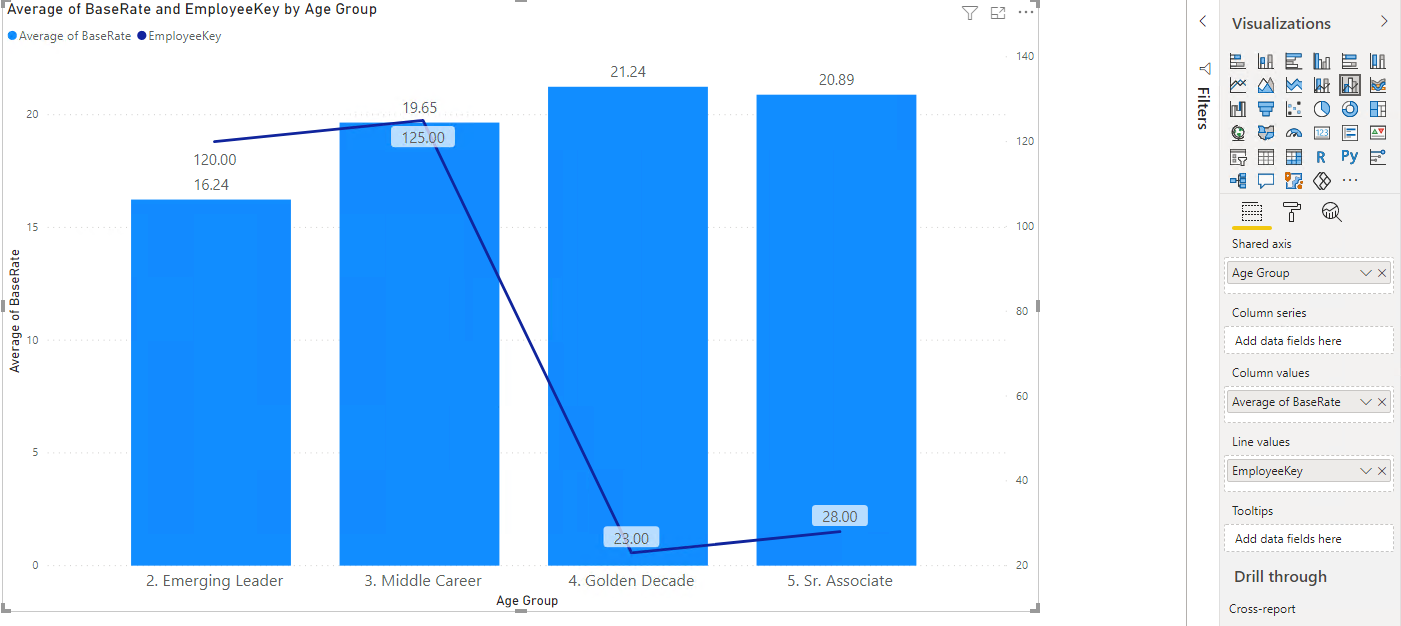 Average of BaseRate and EmployeeKey by Age Group
Average of BaseRate EmployeeKey
20
15
10
5
0
Average of BaseRate
140
120
100
80
60
40
20
120.00
16.24
19.65
125.00
21.24
23.00
20.89
28.00
2. Emerging Leader 3. Middle Career 4. Golden Decade 5. Sr. Associate
Age Group
Filters
Visualizations
123
R Py
Shared axis
Age Group
Column series
Add data fields here
Column values
Average of BaseRate
Line values
EmployeeKey
Tooltips
Add data fields here
Drill through
Cross-report